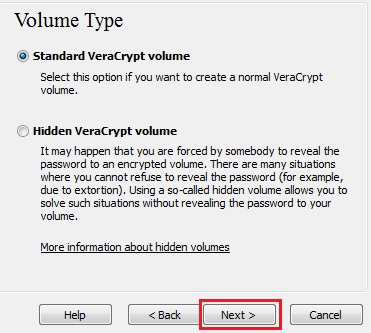 Volume Type
Standard VeraCrypt volume
Select this option if you want to create a normal VeraCrypt
volume.
Hidden VeraCrypt volume
It may happen that you are forced by somebody to reveal the
password to an encrypted volume. There are many situations
where you cannot refuse to reveal the password (for example,
due to extortion). Using a so-called hidden volume allows you to
solve such situations without revealing the password to your
volume.
More information about hidden volumes
Help
< Back
Next >
Cancel